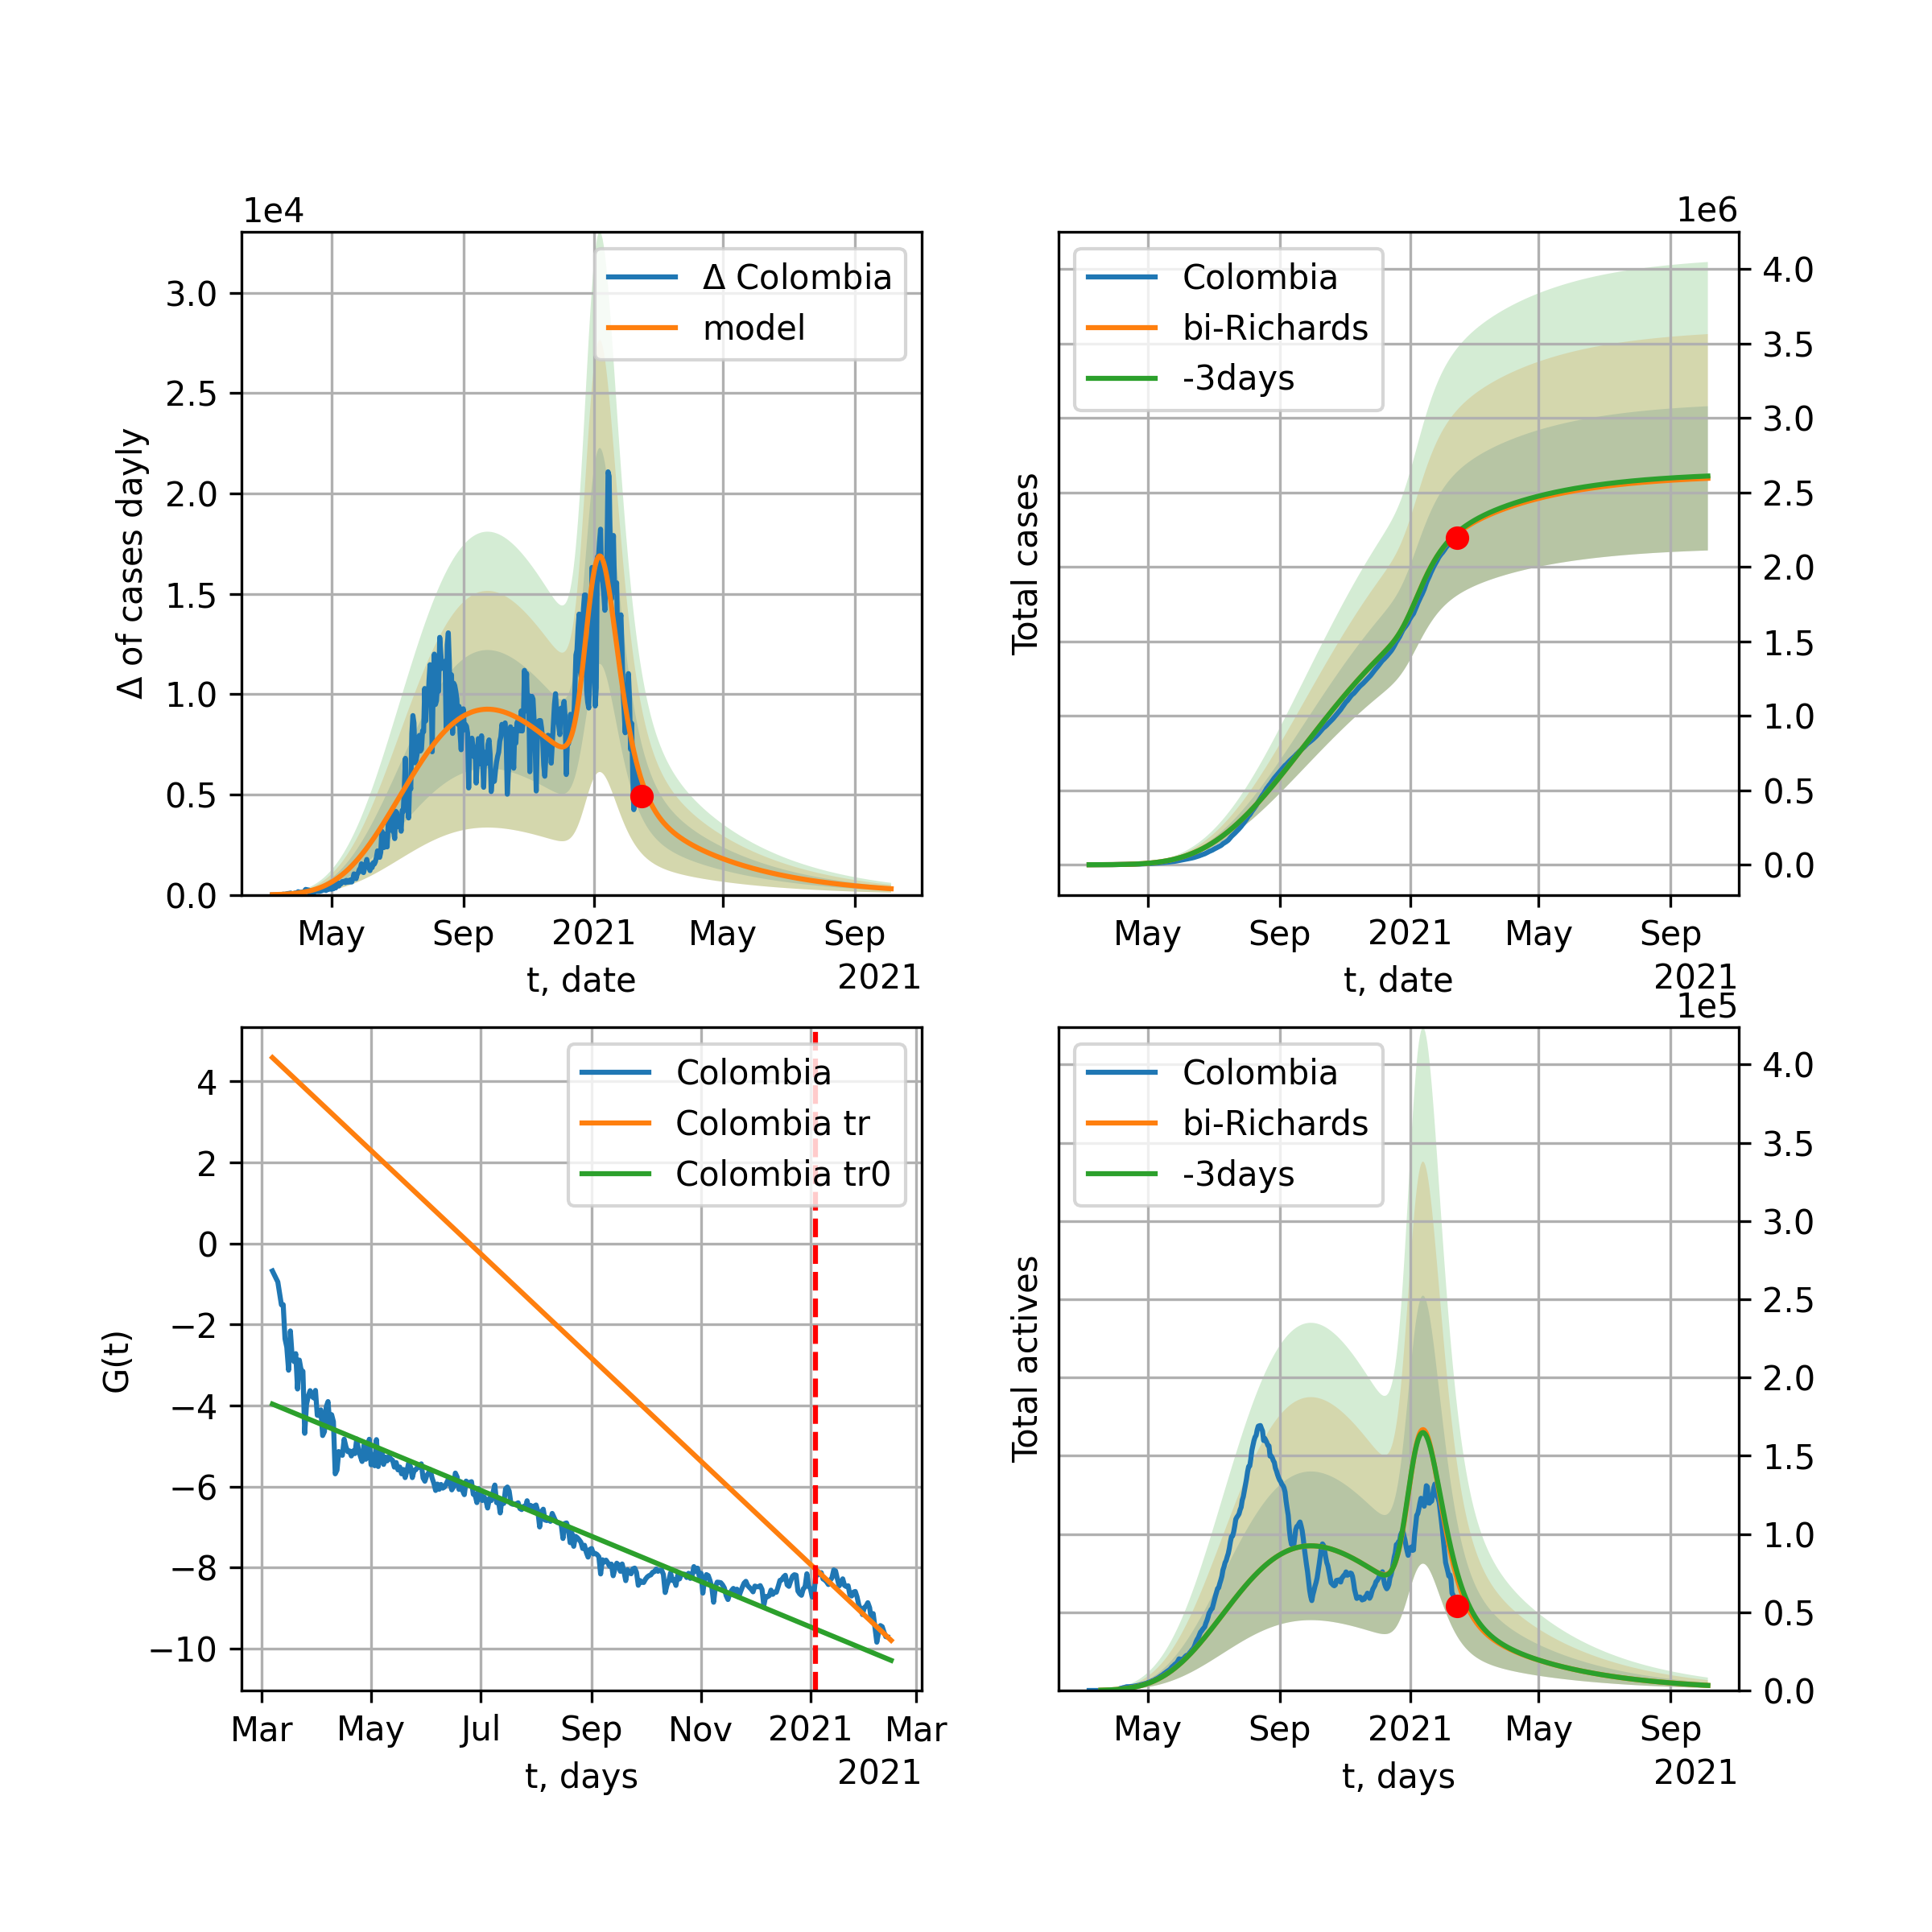 1e4
Δ of cases dayly
3.0
2.5
2.0
1.5
1.0
0.5
0.0
Δ Colombia
model
May Sep 2021 May Sep
t, date
2021
1e6
Total cases
Colombia
bi-Richards
-3days
4.0
3.5
3.0
2.5
2.0
1.5
1.0
0.5
0.0
May Sep 2021 May Sep
t, date
2021
G(t)
4
2
0
−2
−4
−6
−8
−10
Colombia
Colombia tr
Colombia tr0
Mar May Jul Sep Nov 2021 Mar
t, days
2021
1e5
Total actives
Colombia
bi-Richards
-3days
4.0
3.5
3.0
2.5
2.0
1.5
1.0
0.5
0.0
May Sep 2021 May Sep
t, days
2021